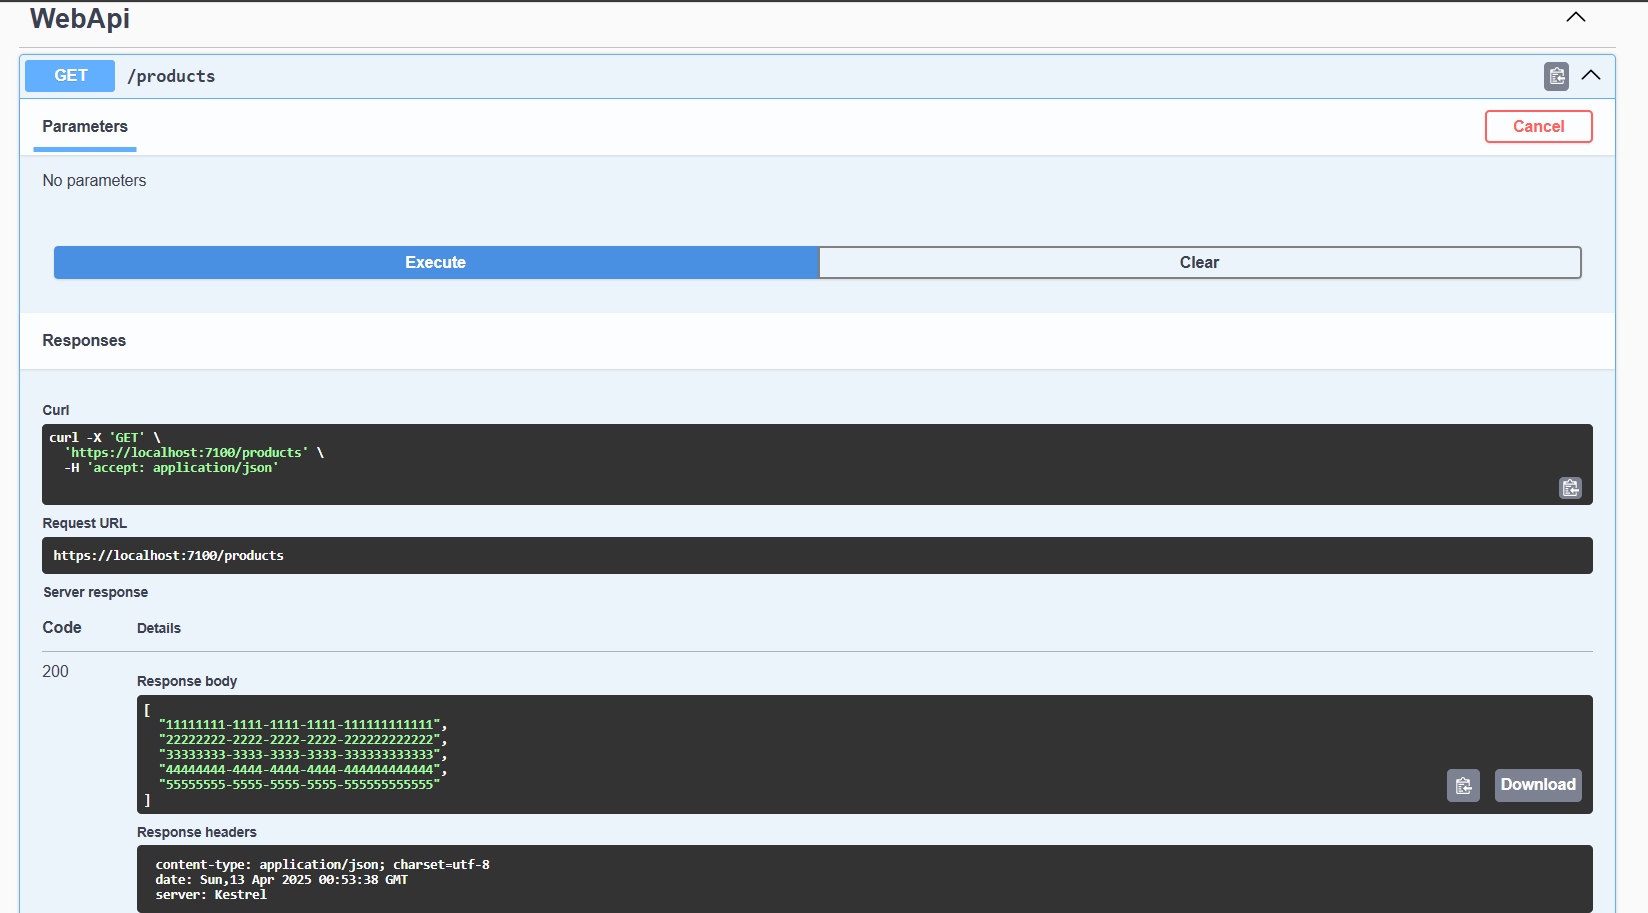 WebApi
GET /products
Parameters
Cancel
No parameters
Execute
Clear
Responses
Curl
curl -X 'GET' \
  'https://localhost:7100/products' \
  -H 'accept: application/json'
Request URL
https://localhost:7100/products
Server response
Code Details
200
Response body
[
  "11111111-1111-1111-1111-111111111111",
  "22222222-2222-2222-2222-222222222222",
  "33333333-3333-3333-3333-333333333333",
  "44444444-4444-4444-4444-444444444444",
  "55555555-5555-5555-5555-555555555555"
]
Download
Response headers
content-type: application/json; charset=utf-8
date: Sun,13 Apr 2025 00:53:38 GMT
server: Kestrel